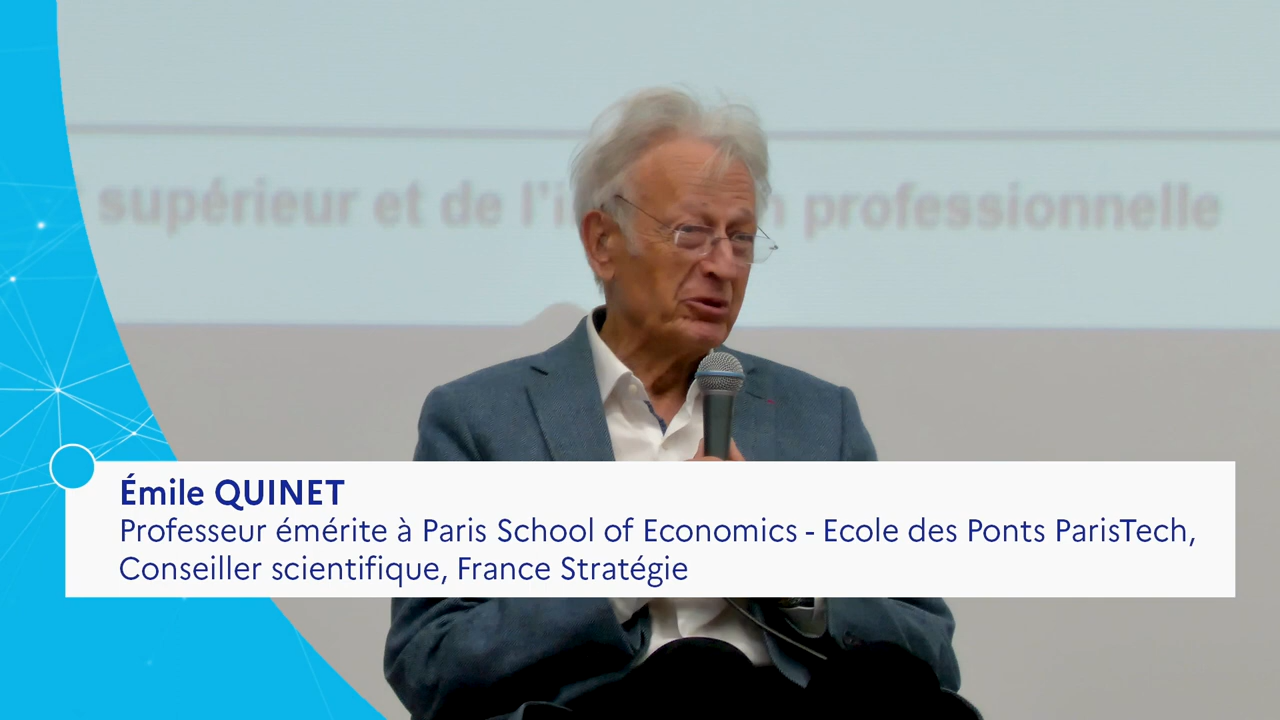 supérieur et de l'i professionnelle
Émile QUINET
Professeur émérite à Paris School of Economics - Ecole des Ponts ParisTech,
Conseiller scientifique, France Stratégie